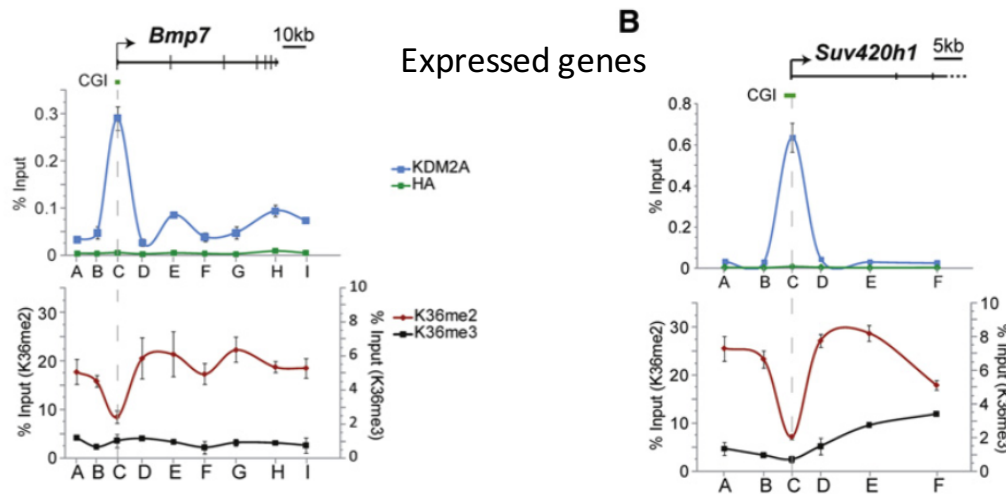 Bmp7
10kb
CGI
% Input
0.3
0.2
0.1
0
A B C D E F G H I
KDM2A
HA
% Input (K36me2)
30
20
10
0
A B C D E F G H I
10
8
6
4
2
0
% Input (K36me3)
K36me2
K36me3
Expressed genes
B
Suv420h1
5kb
CGI
% Input
0.8
0.6
0.4
0.2
0
A B C D E F
% Input (K36me2)
30
20
10
0
A B C D E F
10
8
6
4
2
0
% Input (K36me3)